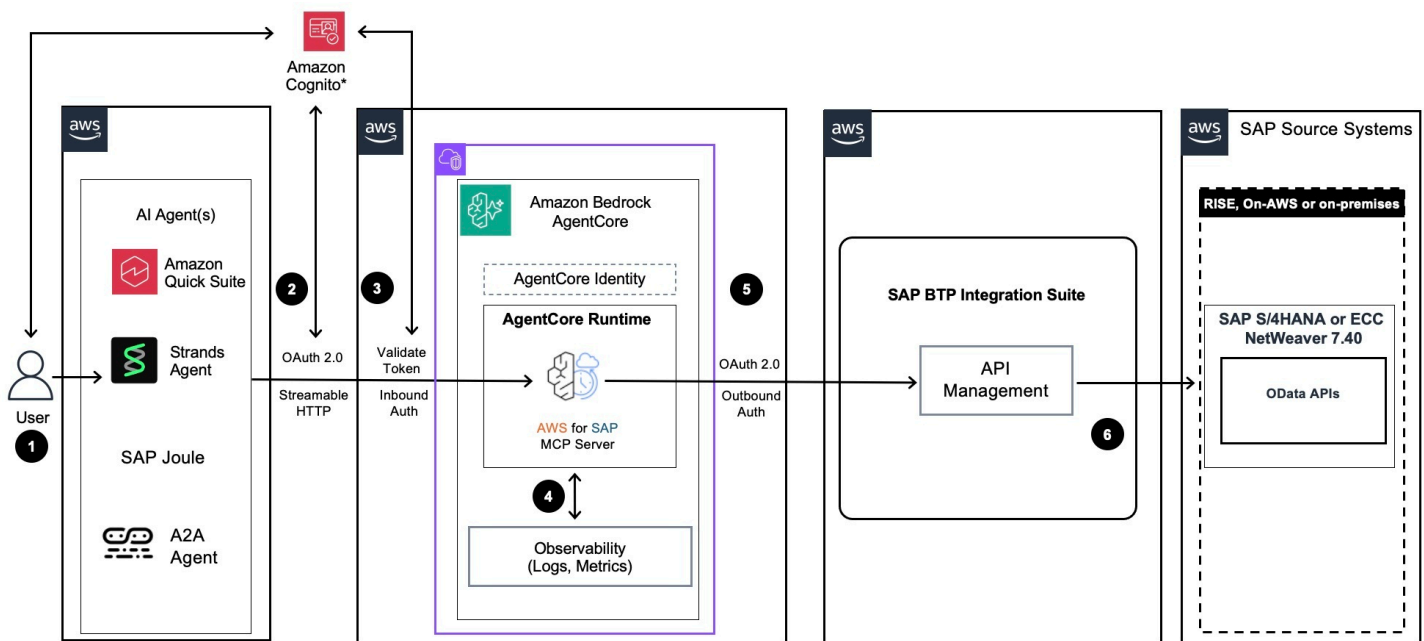 Amazon
Cognito*
aws
AI Agent(s)
Amazon
Quick Suite
Strands
Agent
SAP Joule
A2A
Agent
User
1
2
OAuth 2.0
Streamable
HTTP
aws
3
Validate
Token
Inbound
Auth
Amazon Bedrock
AgentCore
AgentCore Identity
AgentCore Runtime
AWS for SAP
MCP Server
4
Observability
(Logs, Metrics)
5
OAuth 2.0
Outbound
Auth
aws
SAP BTP Integration Suite
API
Management
6
aws
SAP Source Systems
RISE, On-AWS or on-premises
SAP S/4HANA or ECC
NetWeaver 7.40
OData APIs